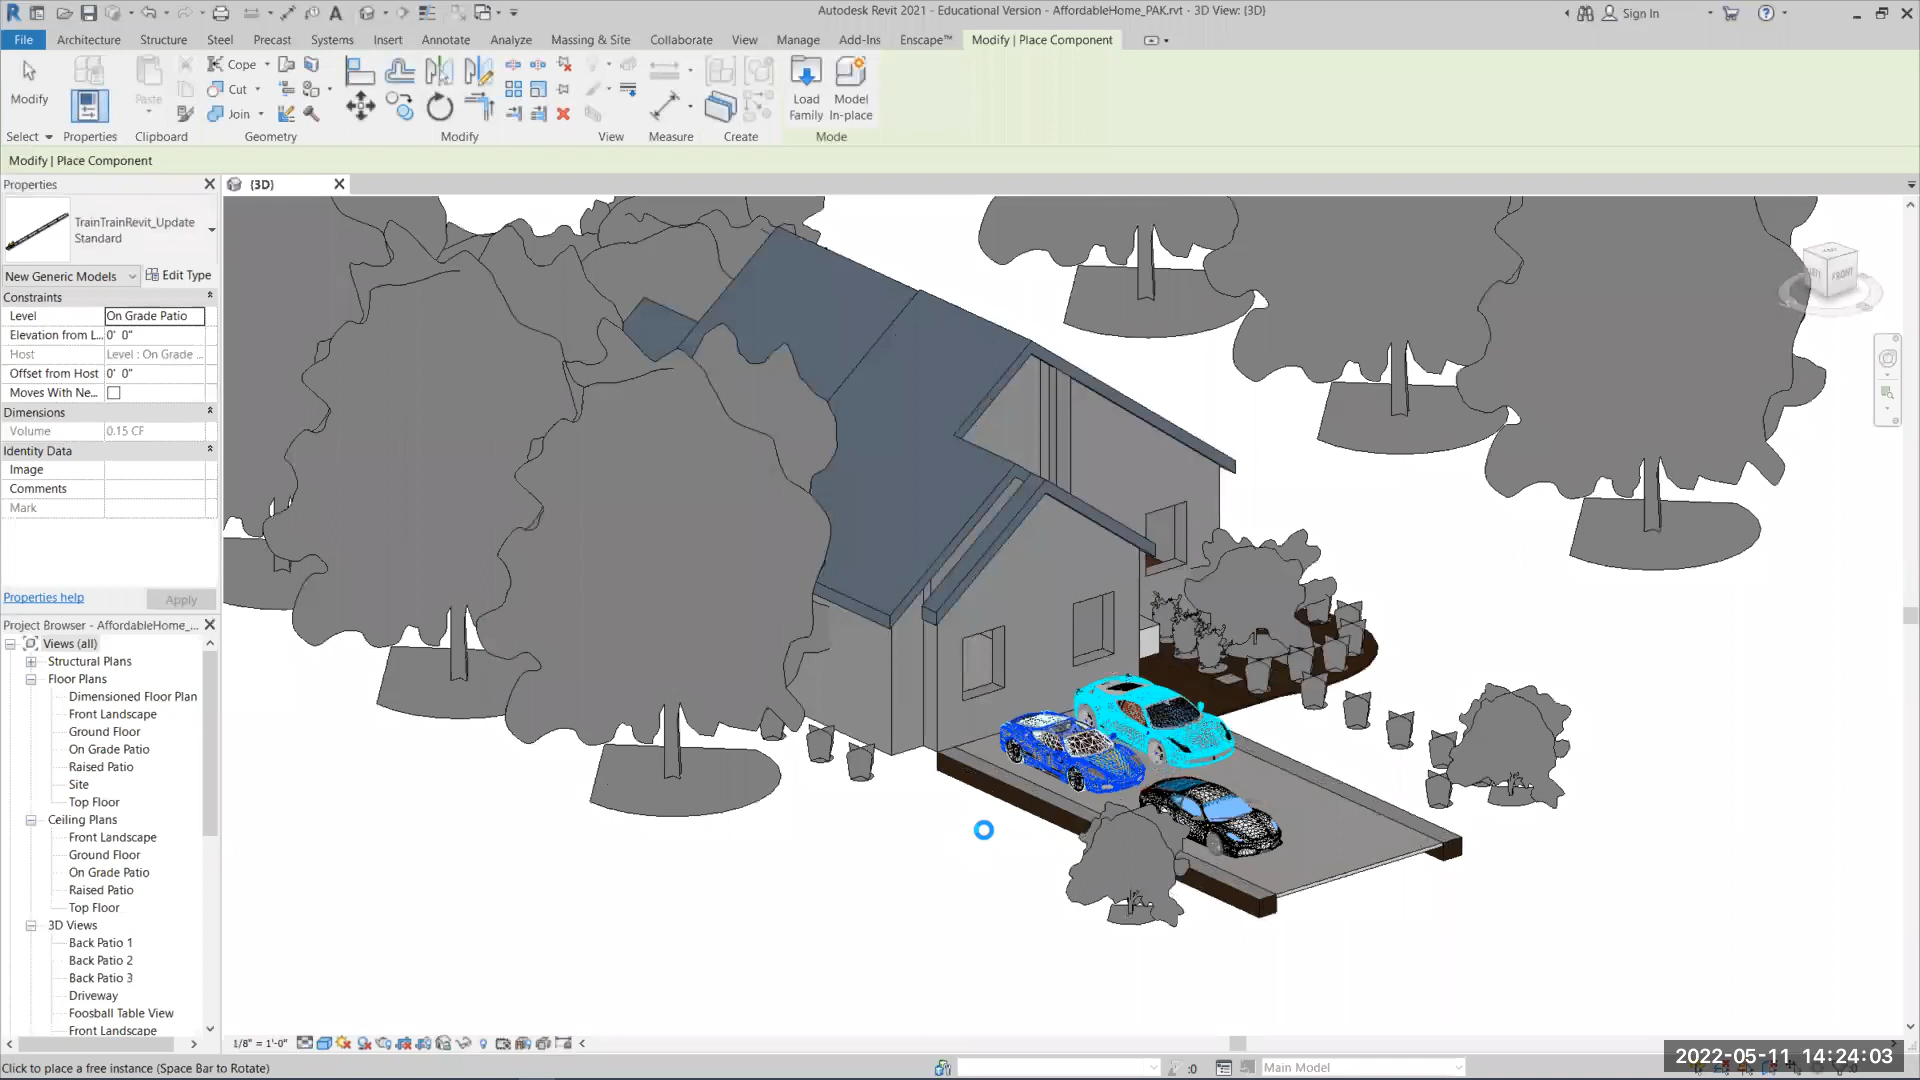 Autodesk Revit 2021 - Educational Version - AffordableHome_PAK.rvt - 3D View: {3D}
Sign In
File Architecture Structure Steel Precast Systems Insert Annotate Analyze Massing & Site Collaborate View Manage Add-Ins Enscape™ Modify | Place Component
Modify
Paste
Cope
Cut
Join
Load Family
Model In-place
Select Properties Clipboard Geometry Modify View Measure Create Mode
Modify | Place Component
Properties
{3D}
TrainTrainRevit_Update
Standard
New Generic Models
Edit Type
Constraints
Level On Grade Patio
Elevation from L... 0' 0"
Host Level : On Grade ...
Offset from Host 0' 0"
Moves With Ne...
Dimensions
Volume 0.15 CF
Identity Data
Image
Comments
Mark
Properties help
Apply
Project Browser - AffordableHome_...
Views (all)
Structural Plans
Floor Plans
Dimensioned Floor Plan
Front Landscape
Ground Floor
On Grade Patio
Raised Patio
Site
Top Floor
Ceiling Plans
Front Landscape
Ground Floor
On Grade Patio
Raised Patio
Top Floor
3D Views
Back Patio 1
Back Patio 2
Back Patio 3
Driveway
Foosball Table View
Front Landscape
FRONT
1/8" = 1'-0"
Click to place a free instance (Space Bar to Rotate)
:0
Main Model
2022-05-11 14:24:03